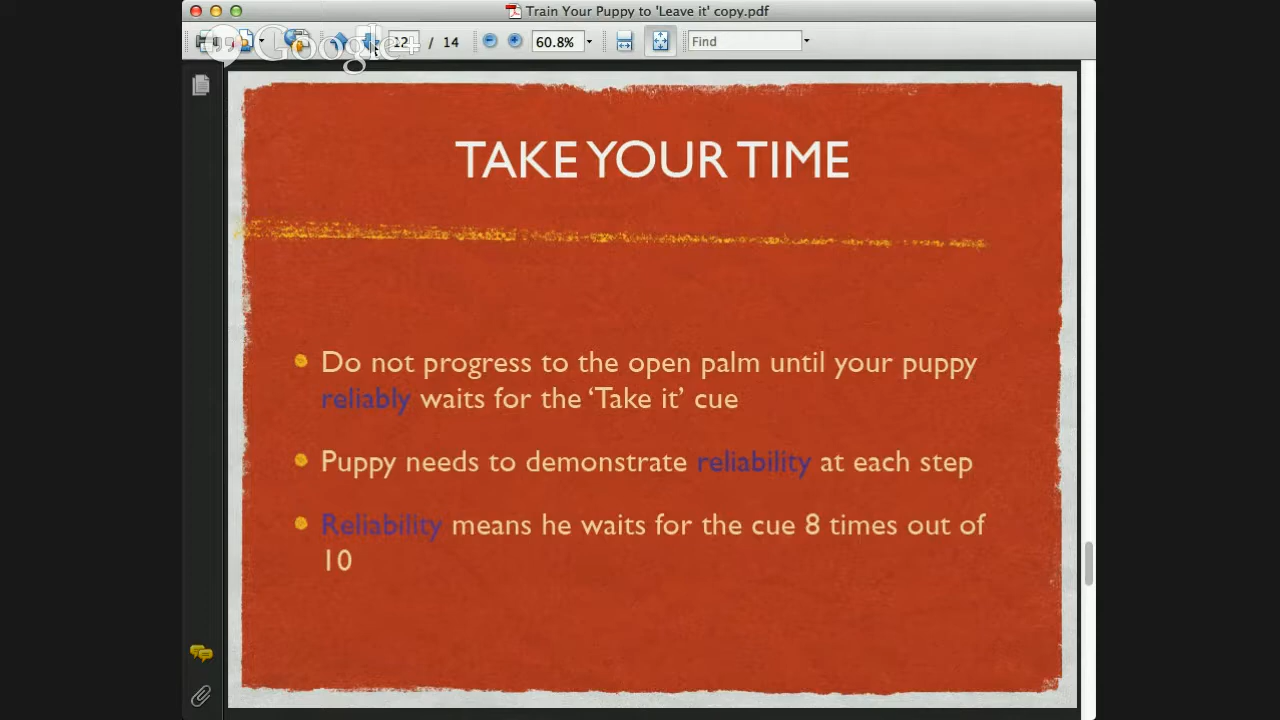 Train Your Puppy to 'Leave it' copy.pdf
Google+
12 / 14
60.8%
Find
TAKE YOUR TIME
Do not progress to the open palm until your puppy
reliably waits for the ‘Take it’ cue
Puppy needs to demonstrate reliability at each step
Reliability means he waits for the cue 8 times out of
10